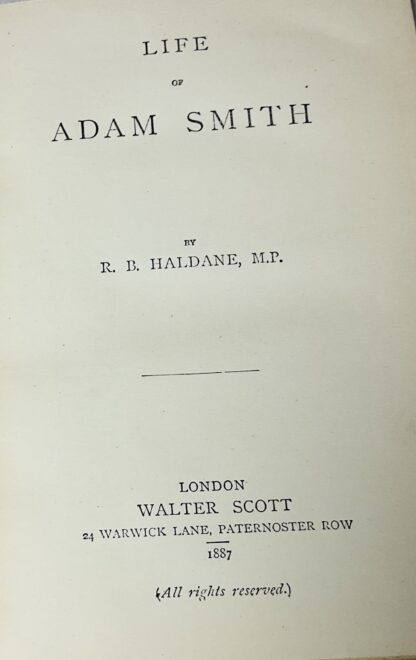 LIFE
OF
ADAM SMITH
BY
R. B. HALDANE, M.P.
LONDON
WALTER SCOTT
24 WARWICK LANE, PATERNOSTER ROW
1887
(All rights reserved.)